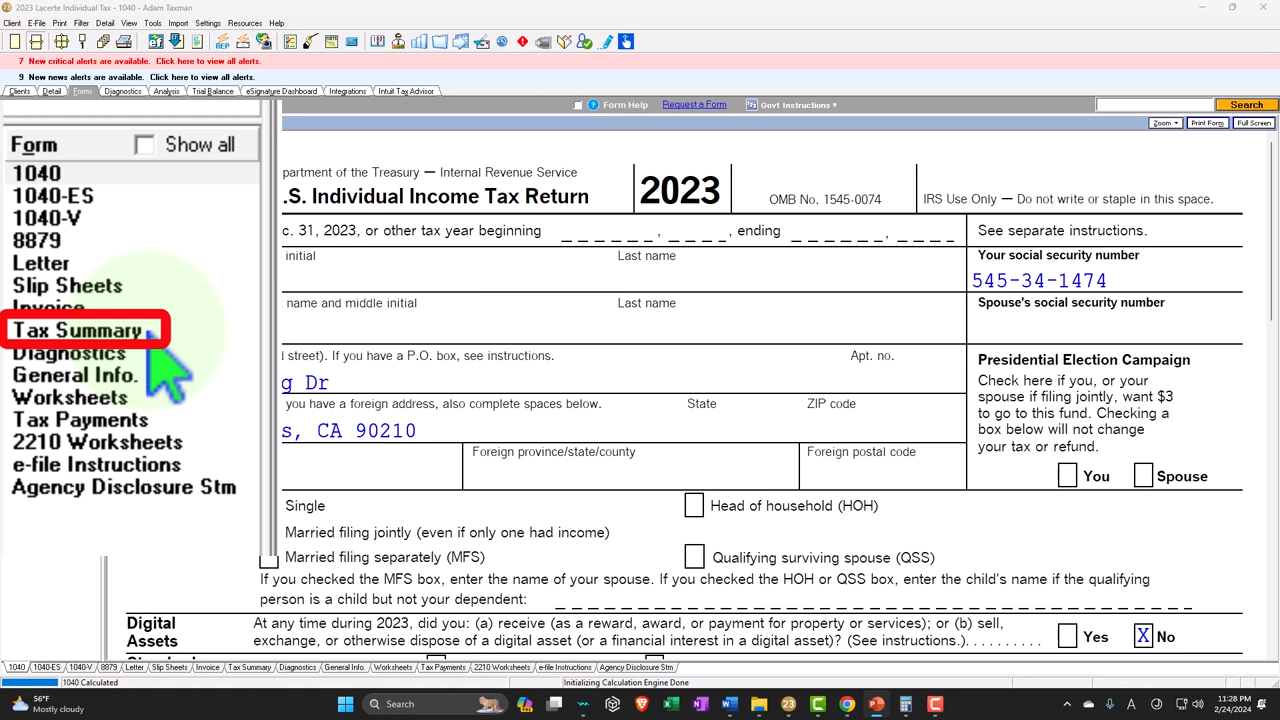 2023 Lacerte Individual Tax - 1040 - Adam Taxman
Client E-File Print Filter Detail View Tools Import Settings Resources Help
7 New critical alerts are available. Click here to view all alerts.
9 New news alerts are available. Click here to view all alerts.
Clients Detail Forms Diagnostics Analysis Trial Balance eSignature Dashboard Integrations Intuit Tax Advisor
Form Help Request a Form Govt Instructions Search
Zoom Print Form Full Screen
Form Show all
1040
1040-ES
1040-V
8879
Letter
Slip Sheets
Invoice
Tax Summary
Diagnostics
General Info.
Worksheets
Tax Payments
2210 Worksheets
e-file Instructions
Agency Disclosure Stm
partment of the Treasury — Internal Revenue Service
.S. Individual Income Tax Return
2023
OMB No. 1545-0074
IRS Use Only — Do not write or staple in this space.
c. 31, 2023, or other tax year beginning , , ending ,
See separate instructions.
initial Last name
Your social security number
545-34-1474
name and middle initial Last name
Spouse's social security number
street). If you have a P.O. box, see instructions. Apt. no.
g Dr
you have a foreign address, also complete spaces below. State ZIP code
s, CA 90210
Foreign province/state/county Foreign postal code
Presidential Election Campaign
Check here if you, or your
spouse if filing jointly, want $3
to go to this fund. Checking a
box below will not change
your tax or refund.
You Spouse
Single Head of household (HOH)
Married filing jointly (even if only one had income)
Married filing separately (MFS) Qualifying surviving spouse (QSS)
If you checked the MFS box, enter the name of your spouse. If you checked the HOH or QSS box, enter the child's name if the qualifying
person is a child but not your dependent:
Digital At any time during 2023, did you: (a) receive (as a reward, award, or payment for property or services); or (b) sell,
Assets exchange, or otherwise dispose of a digital asset (or a financial interest in a digital asset)? (See instructions.) Yes X No
1040 1040-ES 1040-V 8879 Letter Slip Sheets Invoice Tax Summary Diagnostics General Info. Worksheets Tax Payments 2210 Worksheets e-file Instructions Agency Disclosure Stm
1040 Calculated Initializing Calculation Engine Done
56°F
Mostly cloudy
Search
11:28 PM
2/24/2024